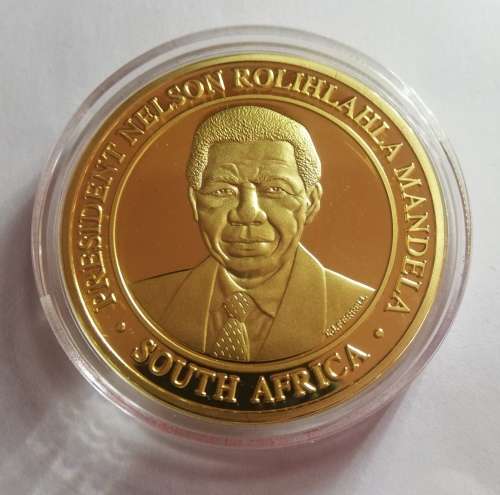 PRESIDENT NELSON ROLIHLAHLA MANDELA
• SOUTH AFRICA •